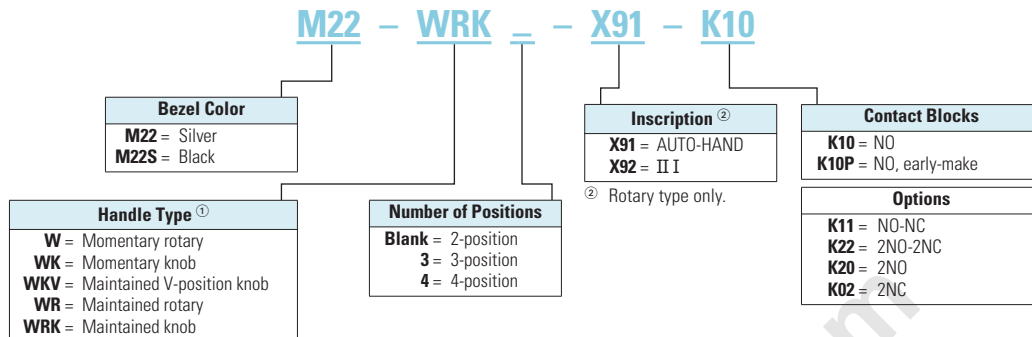 M22 – WRK _ – X91 – K10
Bezel Color
M22 = Silver
M22S = Black
Handle Type ①
W = Momentary rotary
WK = Momentary knob
WKV = Maintained V-position knob
WR = Maintained rotary
WRK = Maintained knob
Number of Positions
Blank = 2-position
3 = 3-position
4 = 4-position
Inscription ②
X91 = AUTO-HAND
X92 = II I
② Rotary type only.
Contact Blocks
K10 = NO
K10P = NO, early-make
Options
K11 = NO-NC
K22 = 2NO-2NC
K20 = 2NO
K02 = 2NC